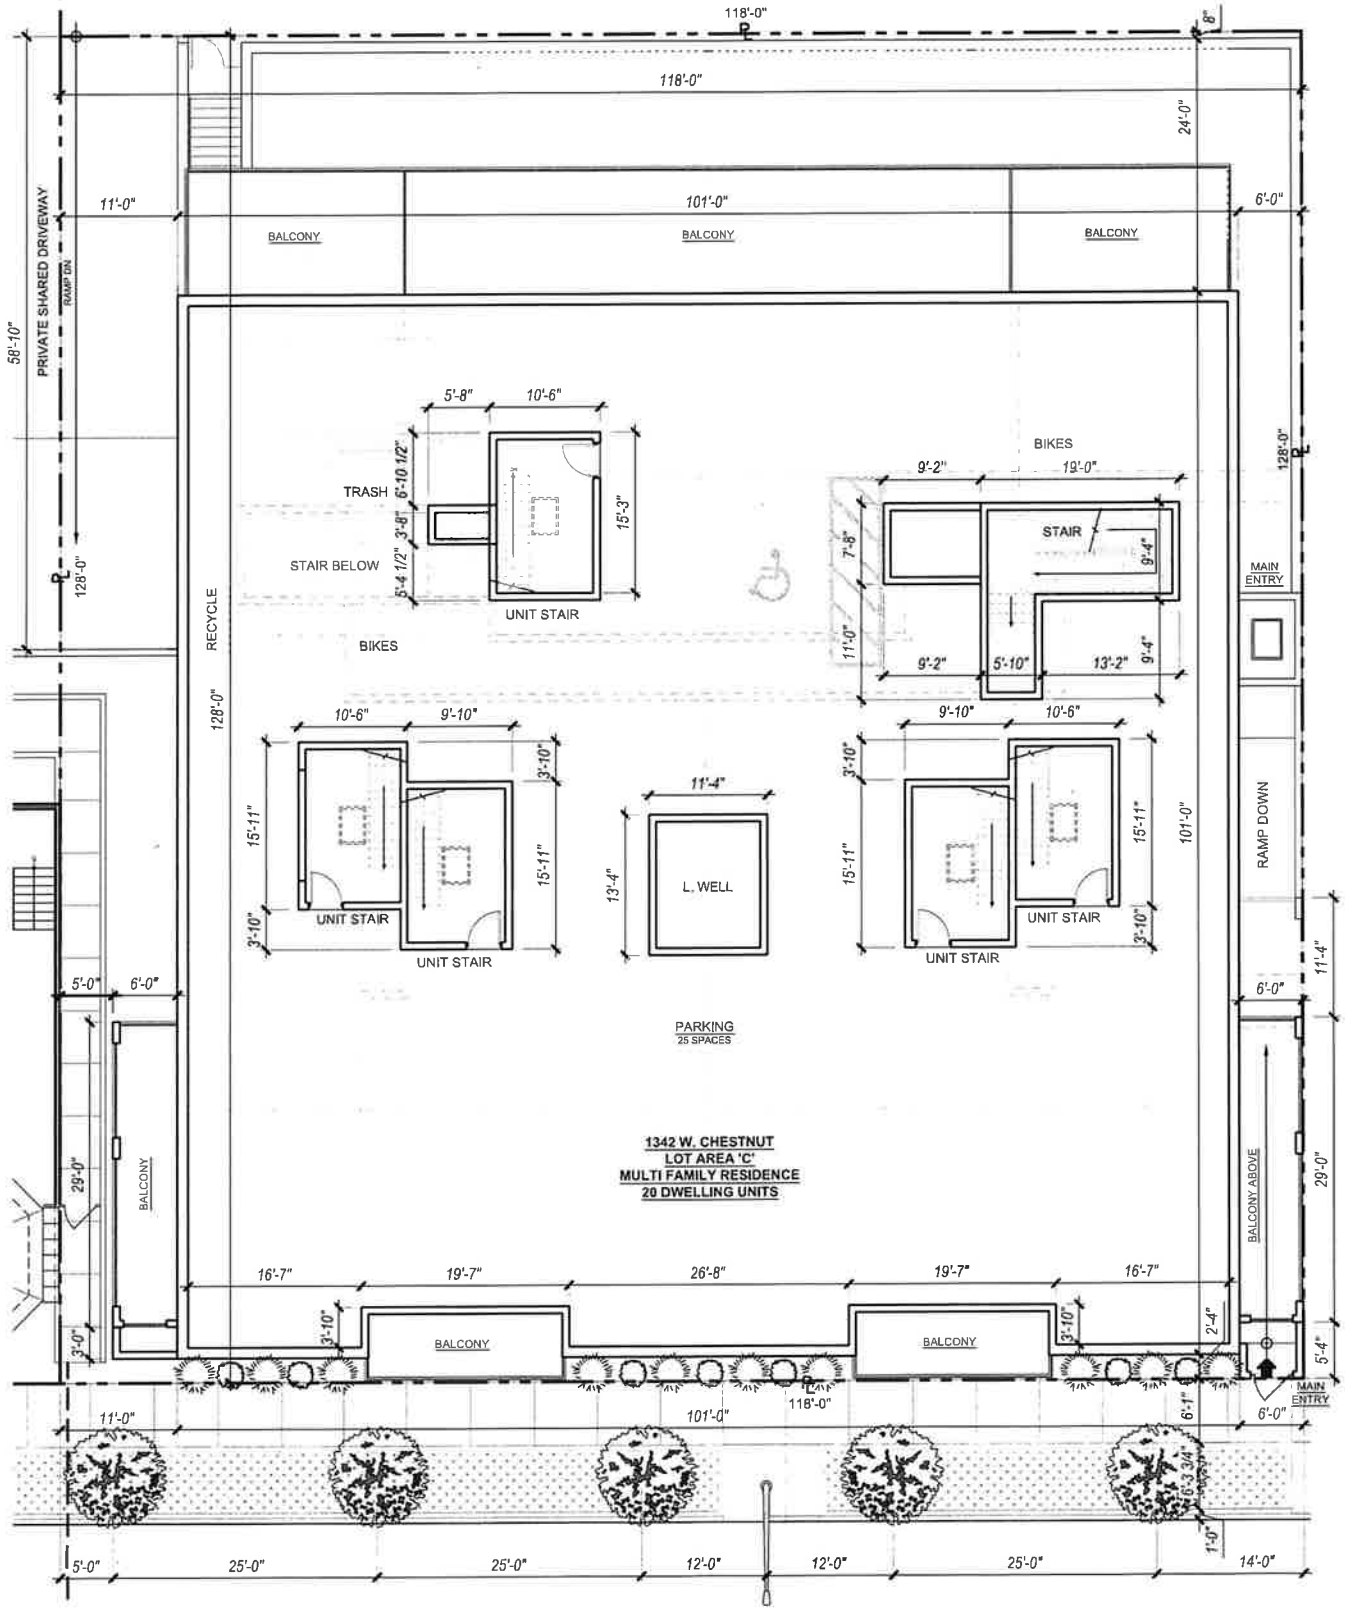 118'-0"
8"
P L
118'-0"
24'-0"
PRIVATE SHARED DRIVEWAY
RAMP DN
11'-0"
101'-0"
6'-0"
BALCONY
BALCONY
BALCONY
58'-10"
5'-8"
10'-6"
6'-10 1/2"
TRASH
3'-8"
15'-3"
STAIR BELOW
5'-4 1/2"
UNIT STAIR
BIKES
9'-2"
19'-0"
128'-0"
P L
STAIR
7'-8"
9'-4"
MAIN
ENTRY
P L
128'-0"
RECYCLE
BIKES
11'-0"
9'-2"
5'-10"
13'-2"
9'-4"
128'-0"
10'-6"
9'-10"
3'-10"
9'-10"
10'-6"
3'-10"
11'-4"
15'-11"
15'-11"
13'-4"
L. WELL
15'-11"
15'-11"
101'-0"
RAMP DOWN
3'-10"
UNIT STAIR
UNIT STAIR
UNIT STAIR
3'-10"
UNIT STAIR
11'-4"
5'-0"
6'-0"
6'-0"
PARKING
25 SPACES
29'-0"
BALCONY
1342 W. CHESTNUT
LOT AREA 'C'
MULTI FAMILY RESIDENCE
20 DWELLING UNITS
BALCONY ABOVE
29'-0"
16'-7"
19'-7"
26'-8"
19'-7"
16'-7"
3'-0"
3'-10"
BALCONY
BALCONY
3'-10"
2'-4"
5'-4"
P L
118'-0"
MAIN
ENTRY
11'-0"
101'-0"
6'-1"
6'-0"
6'-3 3/4"
1'-0"
5'-0"
25'-0"
25'-0"
12'-0"
12'-0"
25'-0"
14'-0"